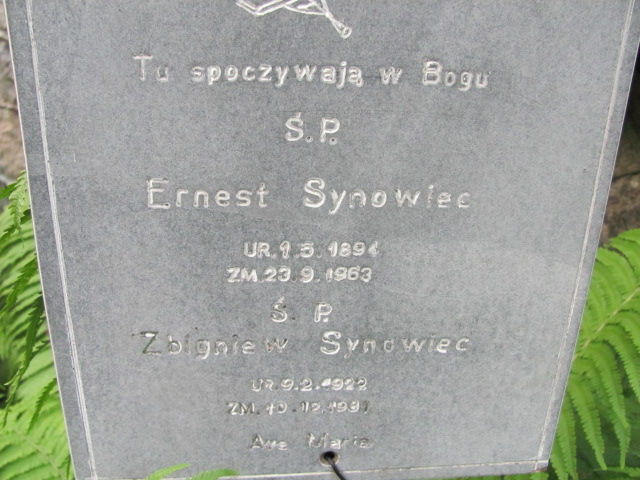 Tu spoczywają w Bogu
Ś.P.
Ernest Synowiec
UR.1.5.1894
ZM.23.9.1963
Ś. P.
Zbigniew Synowiec
UR.9.2.1922
ZM.10.12.1981
Ave Maria